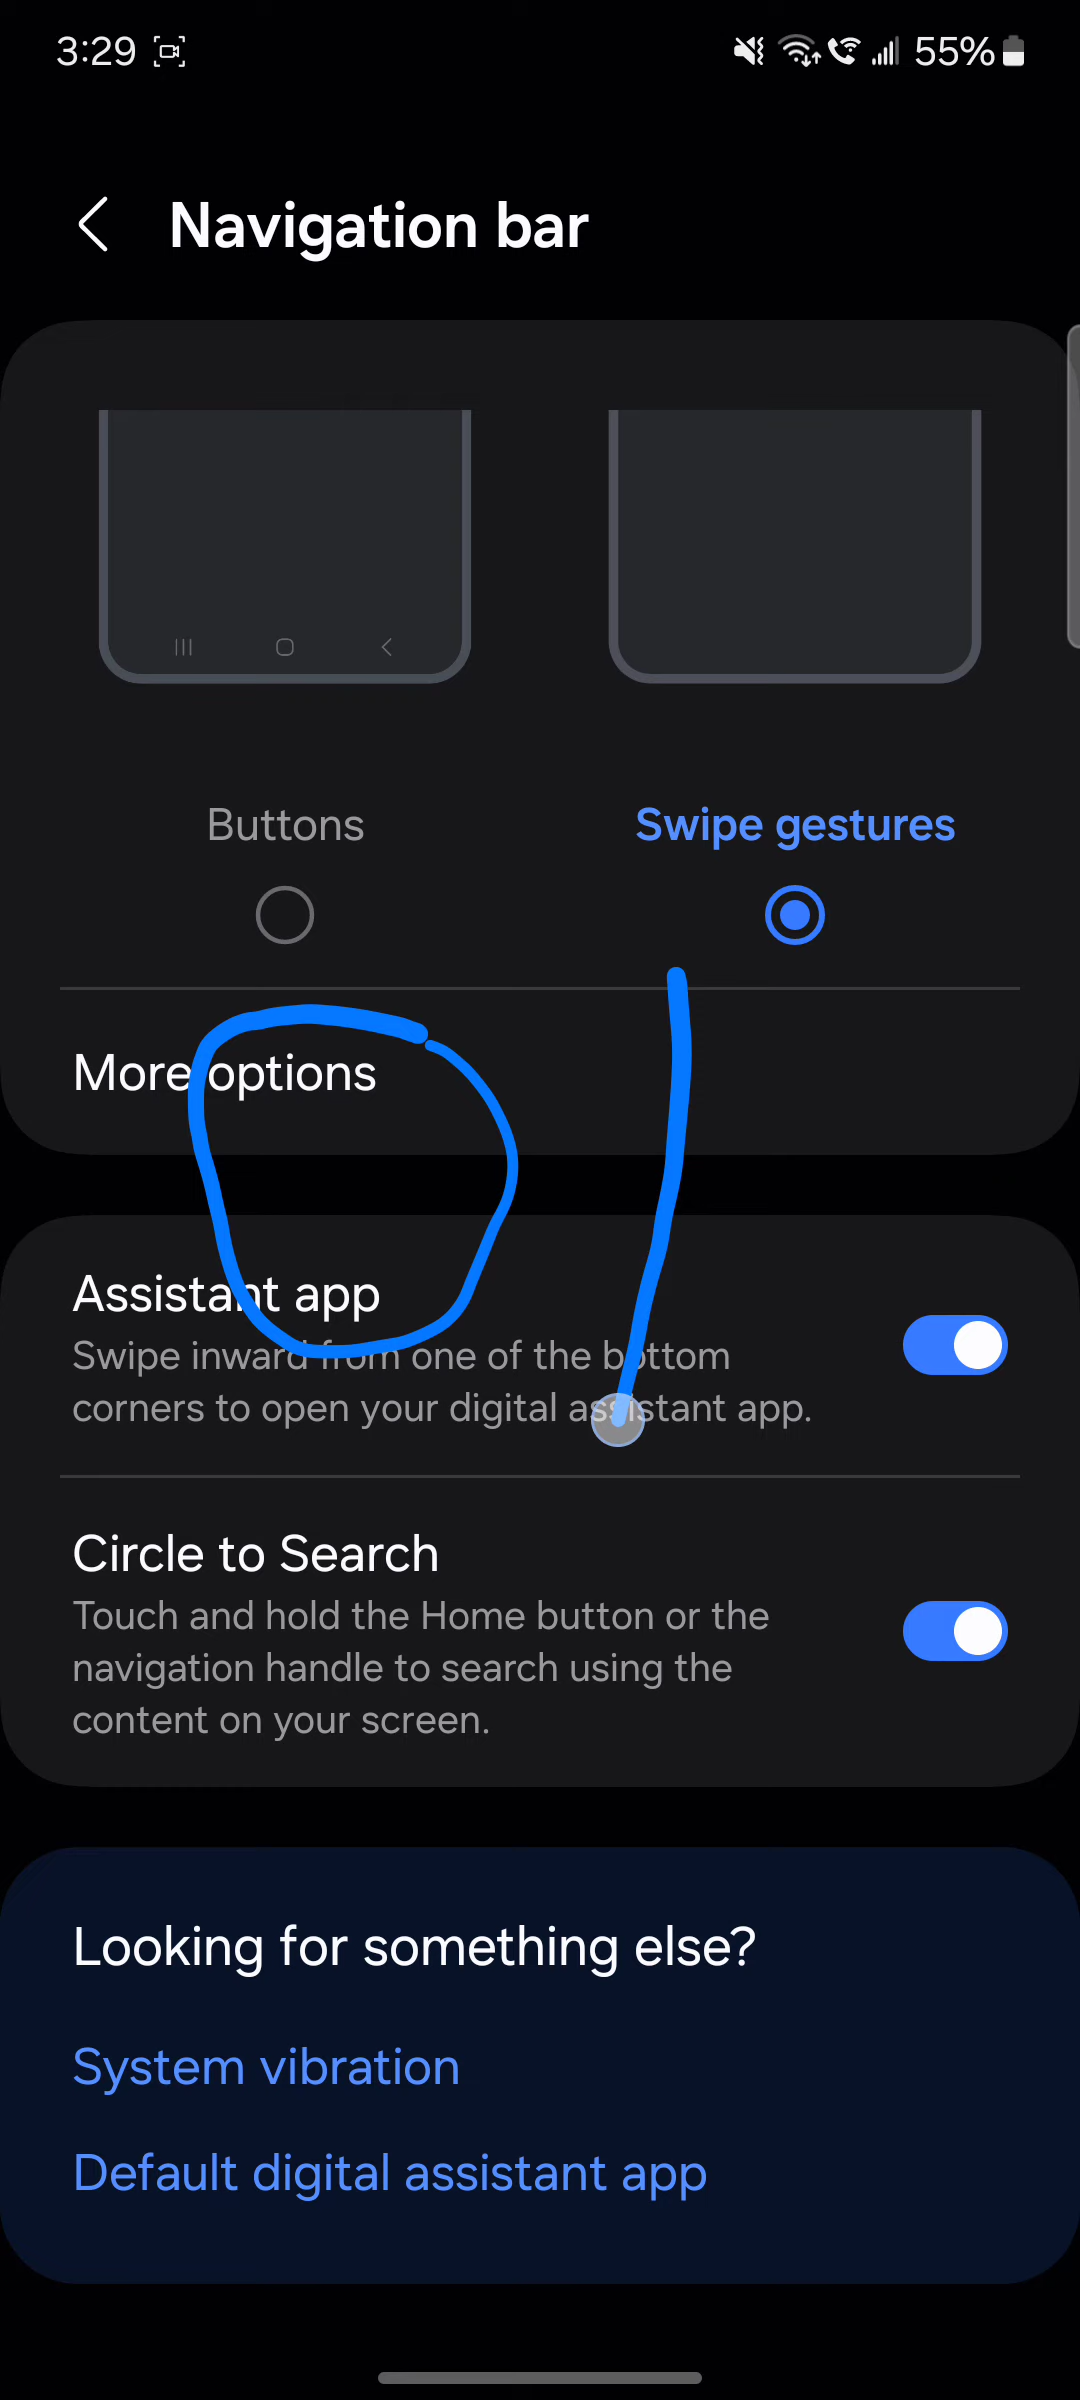 3:29
55%
Navigation bar
Buttons
Swipe gestures
More options
Assistant app
Swipe inward from one of the bottom
corners to open your digital assistant app.
Circle to Search
Touch and hold the Home button or the
navigation handle to search using the
content on your screen.
Looking for something else?
System vibration
Default digital assistant app